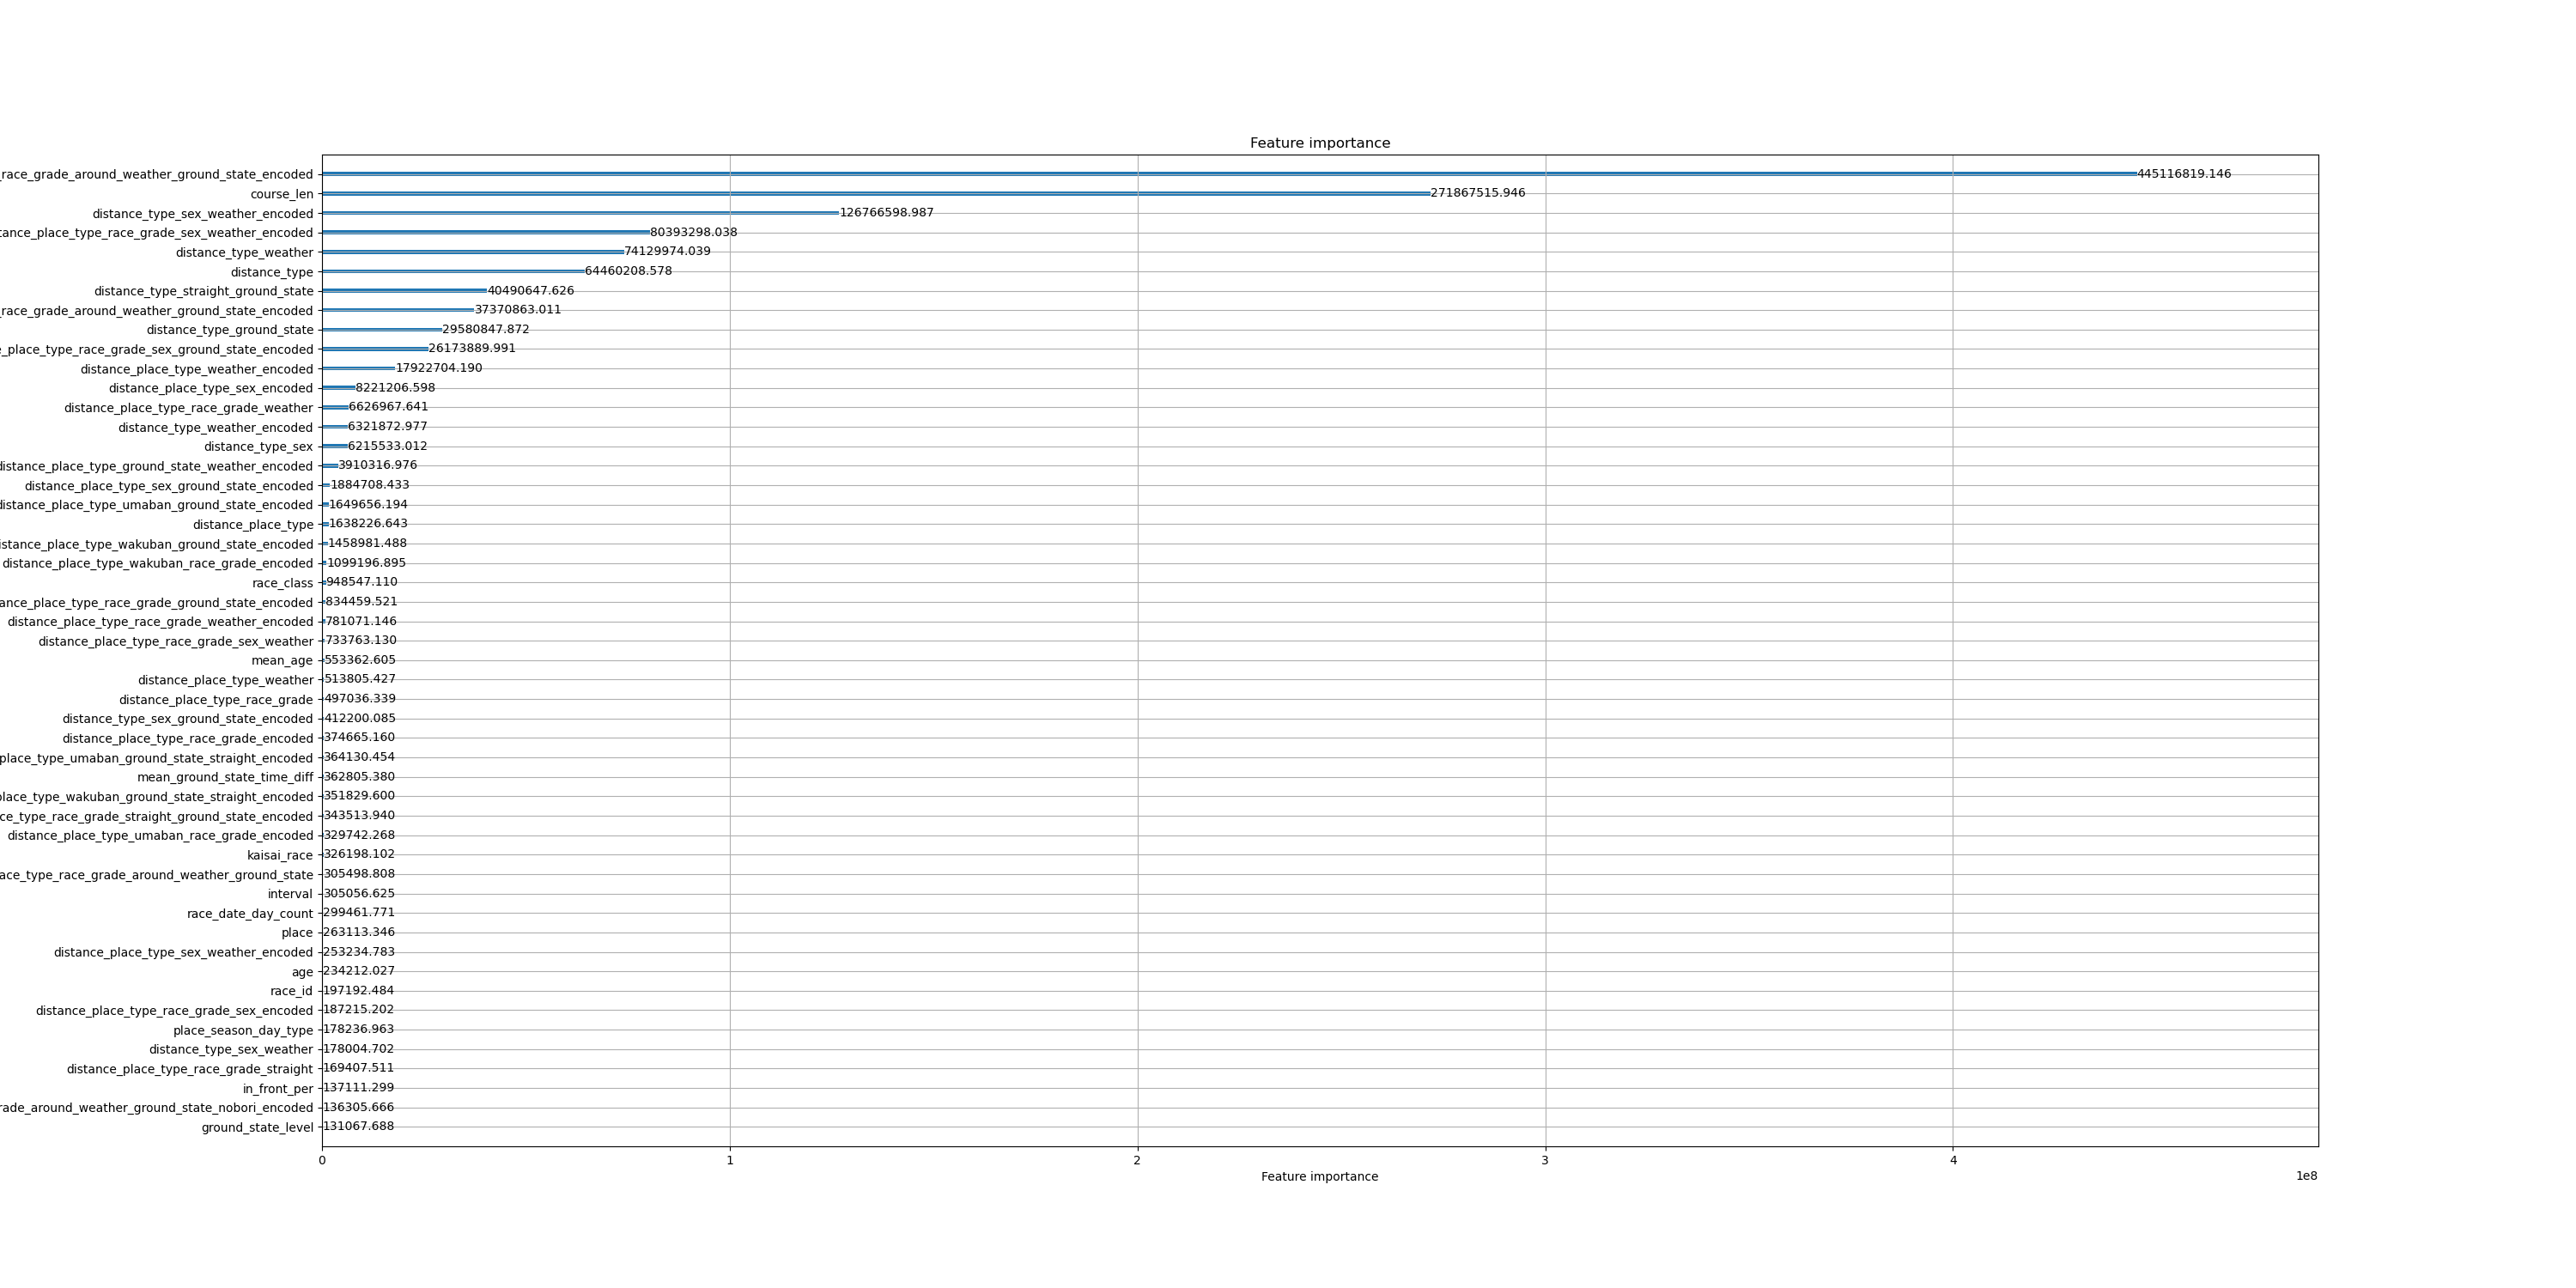 Feature importance
race_grade_around_weather_ground_state_encoded 445116819.146
course_len 271867515.946
distance_type_sex_weather_encoded 126766598.987
tance_place_type_race_grade_sex_weather_encoded 80393298.038
distance_type_weather 74129974.039
distance_type 64460208.578
distance_type_straight_ground_state 40490647.626
race_grade_around_weather_ground_state_encoded 37370863.011
distance_type_ground_state 29580847.872
_place_type_race_grade_sex_ground_state_encoded 26173889.991
distance_place_type_weather_encoded 17922704.190
distance_place_type_sex_encoded 8221206.598
distance_place_type_race_grade_weather 6626967.641
distance_type_weather_encoded 6321872.977
distance_type_sex 6215533.012
distance_place_type_ground_state_weather_encoded 3910316.976
distance_place_type_sex_ground_state_encoded 1884708.433
distance_place_type_umaban_ground_state_encoded 1649656.194
distance_place_type 1638226.643
istance_place_type_wakuban_ground_state_encoded 1458981.488
distance_place_type_wakuban_race_grade_encoded 1099196.895
race_class 948547.110
ance_place_type_race_grade_ground_state_encoded 834459.521
distance_place_type_race_grade_weather_encoded 781071.146
distance_place_type_race_grade_sex_weather 733763.130
mean_age 553362.605
distance_place_type_weather 513805.427
distance_place_type_race_grade 497036.339
distance_type_sex_ground_state_encoded 412200.085
distance_place_type_race_grade_encoded 374665.160
place_type_umaban_ground_state_straight_encoded 364130.454
mean_ground_state_time_diff 362805.380
lace_type_wakuban_ground_state_straight_encoded 351829.600
ce_type_race_grade_straight_ground_state_encoded 343513.940
distance_place_type_umaban_race_grade_encoded 329742.268
kaisai_race 326198.102
ace_type_race_grade_around_weather_ground_state 305498.808
interval 305056.625
race_date_day_count 299461.771
place 263113.346
distance_place_type_sex_weather_encoded 253234.783
age 234212.027
race_id 197192.484
distance_place_type_race_grade_sex_encoded 187215.202
place_season_day_type 178236.963
distance_type_sex_weather 178004.702
distance_place_type_race_grade_straight 169407.511
in_front_per 137111.299
rade_around_weather_ground_state_nobori_encoded 136305.666
ground_state_level 131067.688
0 1 2 3 4
Feature importance
1e8